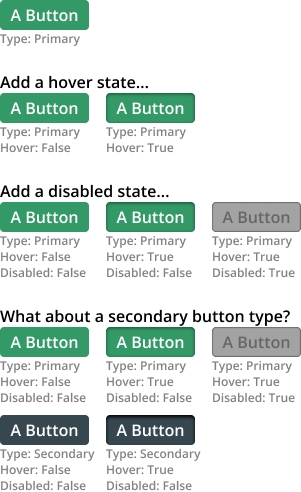 A Button
Type: Primary
Add a hover state...
A Button A Button
Type: Primary Type: Primary
Hover: False Hover: True
Add a disabled state...
A Button A Button A Button
Type: Primary Type: Primary Type: Primary
Hover: False Hover: True Hover: True
Disabled: False Disabled: False Disabled: True
What about a secondary button type?
A Button A Button A Button
Type: Primary Type: Primary Type: Primary
Hover: False Hover: True Hover: True
Disabled: False Disabled: False Disabled: True
A Button A Button
Type: Secondary Type: Secondary
Hover: False Hover: True
Disabled: False Disabled: False